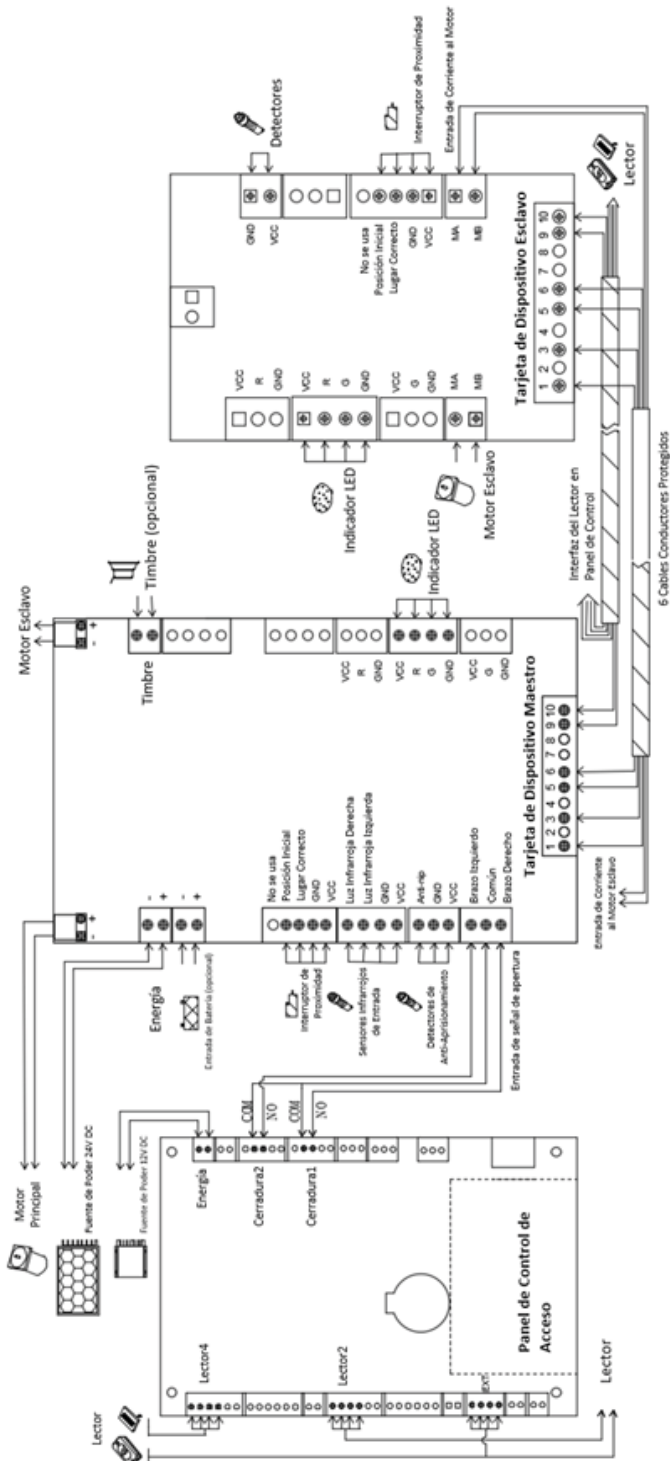 Lector
Lector4
Lector2
EXT
Lector
Panel de Control de
Acceso
Energía
Cerradura2
Cerradura1
COM
NO
COM
NO
Motor
Principal
Fuente de Poder 24V DC
Fuente de Poder 12V DC
- +
Energía
Entrada de Batería (opcional)
-
+
-
+
Interruptor de
Proximidad
No se usa
Posición Inicial
Lugar Correcto
GND
VCC
Sensores Infrarrojos
de Entrada
Luz Infrarroja Derecha
Luz Infrarroja Izquierda
GND
VCC
Detectores de
Anti-Aprisionamiento
Anti-rip
GND
VCC
Entrada de señal de apertura
Brazo Izquierdo
Común
Brazo Derecho
Motor Esclavo
- +
Timbre
Timbre (opcional)
VCC
R
GND
VCC
R
G
GND
Indicador LED
VCC
G
GND
Tarjeta de Dispositivo Maestro
1 2 3 4 5 6 7 8 9 10
Entrada de Corriente
al Motor Esclavo
Interfaz del Lector en
Panel de Control
6 Cables Conductores Protegidos
VCC
R
GND
Indicador LED
VCC
R
G
GND
VCC
G
GND
Motor Esclavo
MA
MB
GND
VCC
Detectores
No se usa
Posición Inicial
Lugar Correcto
GND
VCC
Interruptor de Proximidad
MA
MB
Entrada de Corriente al Motor
Tarjeta de Dispositivo Esclavo
1 2 3 4 5 6 7 8 9 10
Lector